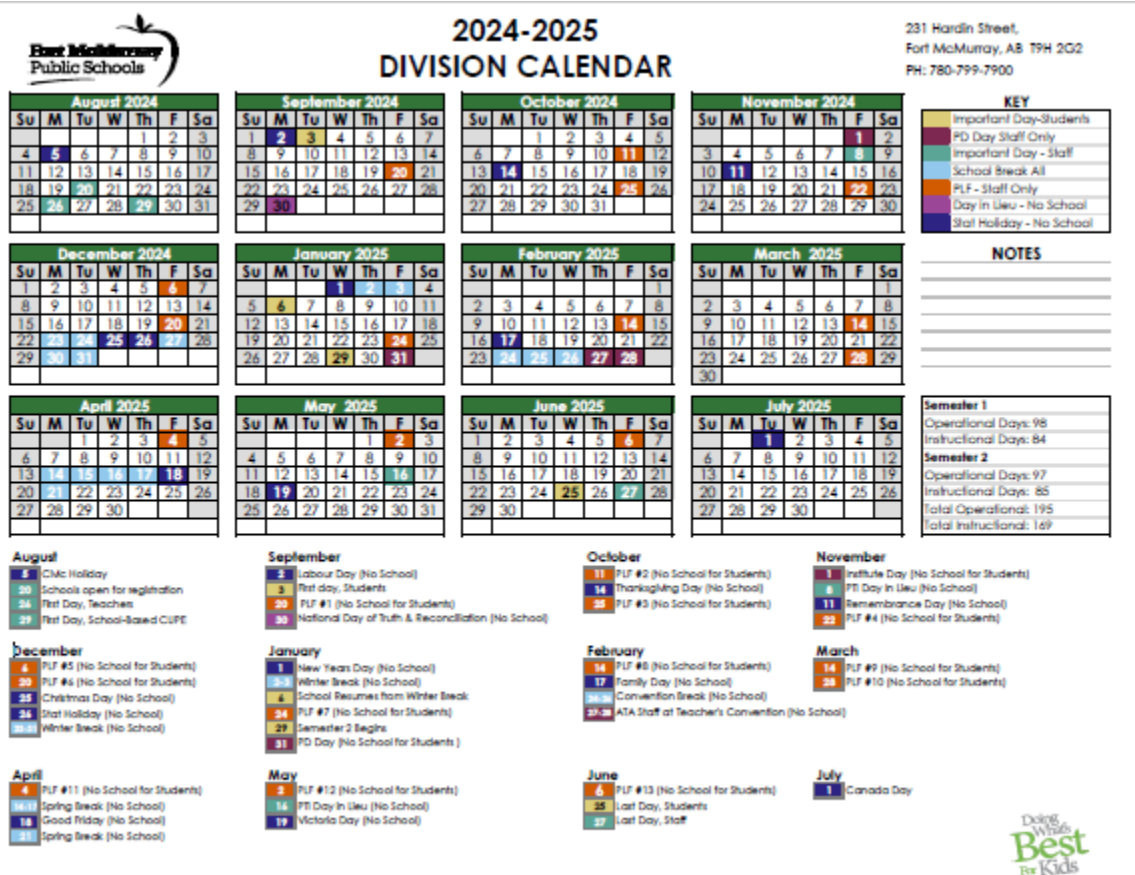 Fort McMurray
Public Schools
2024-2025
DIVISION CALENDAR
231 Hardin Street,
Fort McMurray, AB T9H 2G2
PH: 780-799-7900
August 2024
Su M Tu W Th F Sa
1 2 3
4 5 6 7 8 9 10
11 12 13 14 15 16 17
18 19 20 21 22 23 24
25 26 27 28 29 30 31
September 2024
Su M Tu W Th F Sa
1 2 3 4 5 6 7
8 9 10 11 12 13 14
15 16 17 18 19 20 21
22 23 24 25 26 27 28
29 30
October 2024
Su M Tu W Th F Sa
1 2 3 4 5
6 7 8 9 10 11 12
13 14 15 16 17 18 19
20 21 22 23 24 25 26
27 28 29 30 31
November 2024
Su M Tu W Th F Sa
1 2
3 4 5 6 7 8 9
10 11 12 13 14 15 16
17 18 19 20 21 22 23
24 25 26 27 28 29 30
KEY
Important Day-Students
PD Day Staff Only
Important Day - Staff
School Break All
PLF - Staff Only
Day in Lieu - No School
Stat Holiday - No School
December 2024
Su M Tu W Th F Sa
1 2 3 4 5 6 7
8 9 10 11 12 13 14
15 16 17 18 19 20 21
22 23 24 25 26 27 28
29 30 31
January 2025
Su M Tu W Th F Sa
1 2 3 4
5 6 7 8 9 10 11
12 13 14 15 16 17 18
19 20 21 22 23 24 25
26 27 28 29 30 31
February 2025
Su M Tu W Th F Sa
1
2 3 4 5 6 7 8
9 10 11 12 13 14 15
16 17 18 19 20 21 22
23 24 25 26 27 28
March 2025
Su M Tu W Th F Sa
1
2 3 4 5 6 7 8
9 10 11 12 13 14 15
16 17 18 19 20 21 22
23 24 25 26 27 28 29
30
NOTES
April 2025
Su M Tu W Th F Sa
1 2 3 4 5
6 7 8 9 10 11 12
13 14 15 16 17 18 19
20 21 22 23 24 25 26
27 28 29 30
May 2025
Su M Tu W Th F Sa
1 2 3
4 5 6 7 8 9 10
11 12 13 14 15 16 17
18 19 20 21 22 23 24
25 26 27 28 29 30 31
June 2025
Su M Tu W Th F Sa
1 2 3 4 5 6 7
8 9 10 11 12 13 14
15 16 17 18 19 20 21
22 23 24 25 26 27 28
29 30
July 2025
Su M Tu W Th F Sa
1 2 3 4 5
6 7 8 9 10 11 12
13 14 15 16 17 18 19
20 21 22 23 24 25 26
27 28 29 30
Semester 1
Operational Days: 98
Instructional Days: 84
Semester 2
Operational Days: 97
Instructional Days: 85
Total Operational: 195
Total Instructional: 169
August
5 Civic Holiday
20 Schools open for registration
26 First Day, Teachers
29 First Day, School-Based CUPE
September
2 Labour Day (No School)
3 First day, Students
20 PLF #1 (No School for Students)
30 National Day of Truth & Reconciliation (No School)
October
11 PLF #2 (No School for Students)
14 Thanksgiving Day (No School)
25 PLF #3 (No School for Students)
November
1 Institute Day (No School for Students)
8 PTI Day in Lieu (No School)
11 Remembrance Day (No School)
22 PLF #4 (No School for Students)
December
6 PLF #5 (No School for Students)
20 PLF #6 (No School for Students)
25 Christmas Day (No School)
26 Stat Holiday (No School)
Winter Break (No School)
January
1 New Years Day (No School)
2-3 Winter Break (No School)
6 School Resumes from Winter Break
24 PLF #7 (No School for Students)
29 Semester 2 Begins
31 PD Day (No School for Students )
February
14 PLF #8 (No School for Students)
17 Family Day (No School)
24-26 Convention Break (No School)
27-28 ATA Staff at Teacher's Convention (No School)
March
14 PLF #9 (No School for Students)
28 PLF #10 (No School for Students)
April
4 PLF #11 (No School for Students)
14-17 Spring Break (No School)
18 Good Friday (No School)
21 Spring Break (No School)
May
2 PLF #12 (No School for Students)
16 PTI Day in Lieu (No School)
19 Victoria Day (No School)
June
6 PLF #13 (No School for Students)
25 Last Day, Students
27 Last Day, Staff
July
1 Canada Day
Doing
What's
Best
For Kids